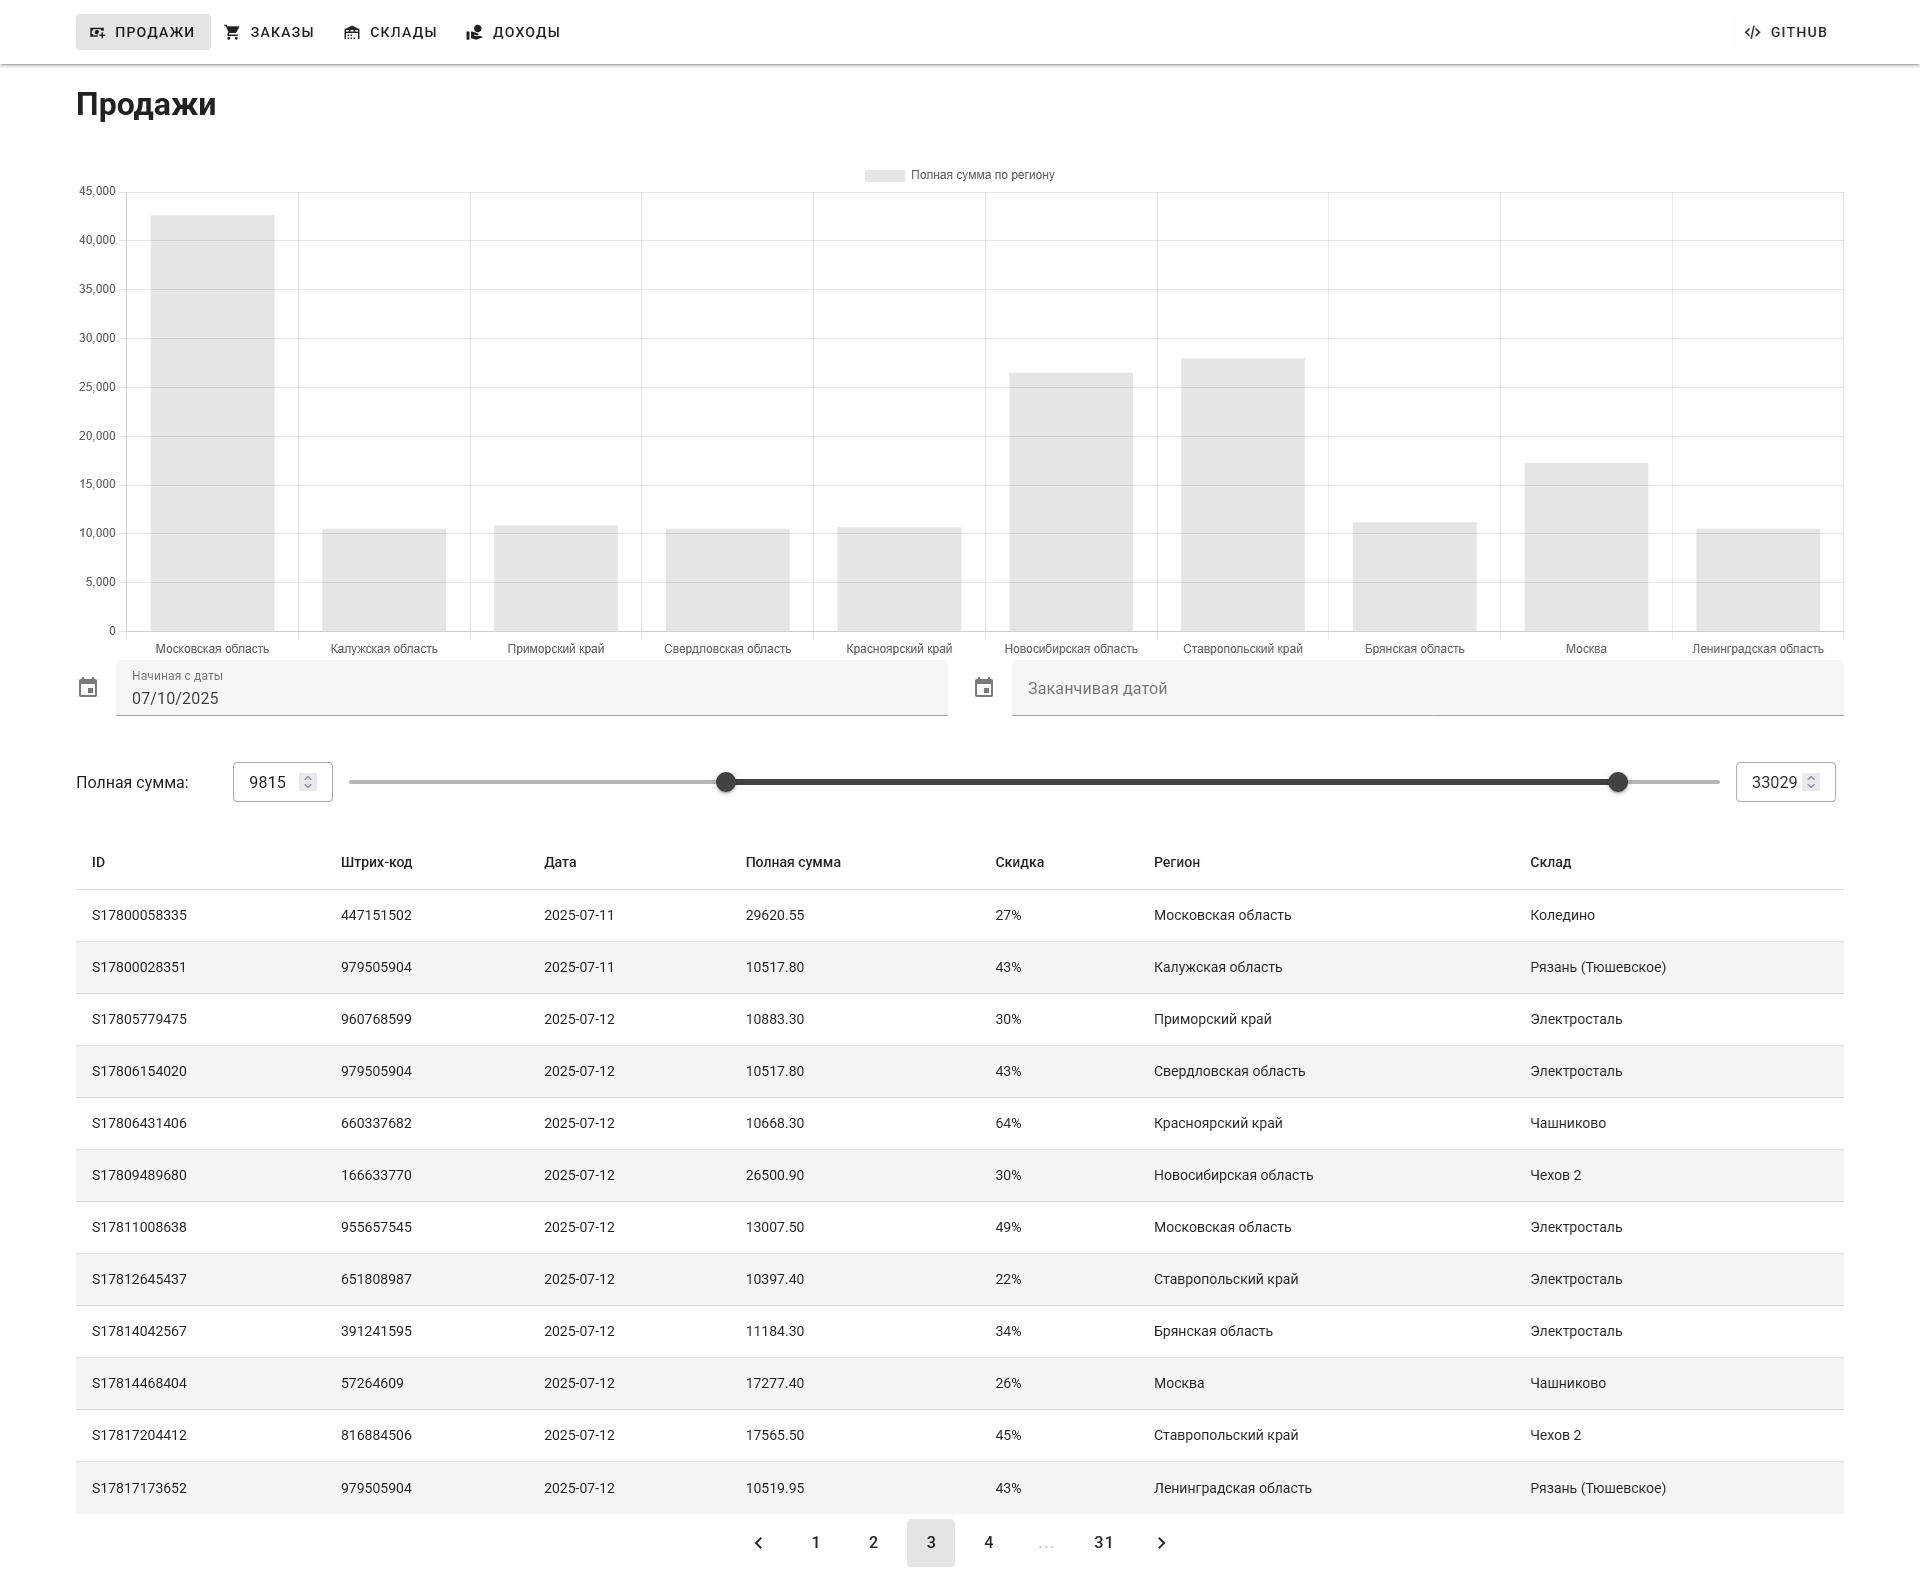 ПРОДАЖИ ЗАКАЗЫ СКЛАДЫ ДОХОДЫ GITHUB
Продажи
Полная сумма по региону
45,000
40,000
35,000
30,000
25,000
20,000
15,000
10,000
5,000
0
Московская область Калужская область Приморский край Свердловская область Красноярский край Новосибирская область Ставропольский край Брянская область Москва Ленинградская область
Начиная с даты
07/10/2025
Заканчивая датой
Полная сумма: 9815 33029
ID Штрих-код Дата Полная сумма Скидка Регион Склад
S17800058335 447151502 2025-07-11 29620.55 27% Московская область Коледино
S17800028351 979505904 2025-07-11 10517.80 43% Калужская область Рязань (Тюшевское)
S17805779475 960768599 2025-07-12 10883.30 30% Приморский край Электросталь
S17806154020 979505904 2025-07-12 10517.80 43% Свердловская область Электросталь
S17806431406 660337682 2025-07-12 10668.30 64% Красноярский край Чашниково
S17809489680 166633770 2025-07-12 26500.90 30% Новосибирская область Чехов 2
S17811008638 955657545 2025-07-12 13007.50 49% Московская область Электросталь
S17812645437 651808987 2025-07-12 10397.40 22% Ставропольский край Электросталь
S17814042567 391241595 2025-07-12 11184.30 34% Брянская область Электросталь
S17814468404 57264609 2025-07-12 17277.40 26% Москва Чашниково
S17817204412 816884506 2025-07-12 17565.50 45% Ставропольский край Чехов 2
S17817173652 979505904 2025-07-12 10519.95 43% Ленинградская область Рязань (Тюшевское)
1 2 3 4 ... 31